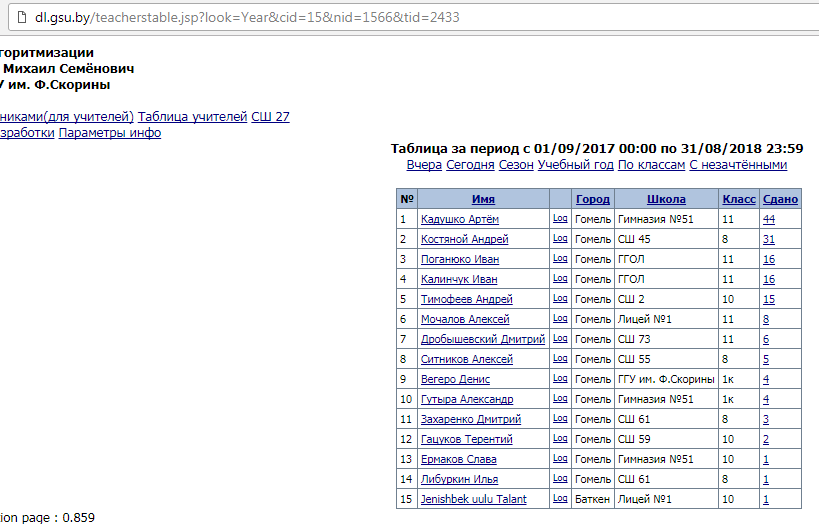 dl.gsu.by/teacherstable.jsp?look=Year&cid=15&nid=1566&tid=2433
горитмизации
Михаил Семёнович
У им. Ф.Скорины
никами(для учителей) Таблица учителей СШ 27
зработки Параметры инфо
Таблица за период с 01/09/2017 00:00 по 31/08/2018 23:59
Вчера Сегодня Сезон Учебный год По классам С незачтёнными
№ Имя Город Школа Класс Сдано
1 Кадушко Артём Log Гомель Гимназия №51 11 44
2 Костяной Андрей Log Гомель СШ 45 8 31
3 Поганюко Иван Log Гомель ГГОЛ 11 16
4 Калинчук Иван Log Гомель ГГОЛ 11 16
5 Тимофеев Андрей Log Гомель СШ 2 10 15
6 Мочалов Алексей Log Гомель Лицей №1 11 8
7 Дробышевский Дмитрий Log Гомель СШ 73 11 6
8 Ситников Алексей Log Гомель СШ 55 8 5
9 Вегеро Денис Log Гомель ГГУ им. Ф.Скорины 1к 4
10 Гутыра Александр Log Гомель Гимназия №51 1к 4
11 Захаренко Дмитрий Log Гомель СШ 61 8 3
12 Гацуков Терентий Log Гомель СШ 59 10 2
13 Ермаков Слава Log Гомель Гимназия №51 10 1
14 Либуркин Илья Log Гомель СШ 61 8 1
15 Jenishbek uulu Talant Log Баткен Лицей №1 10 1
tion page : 0.859